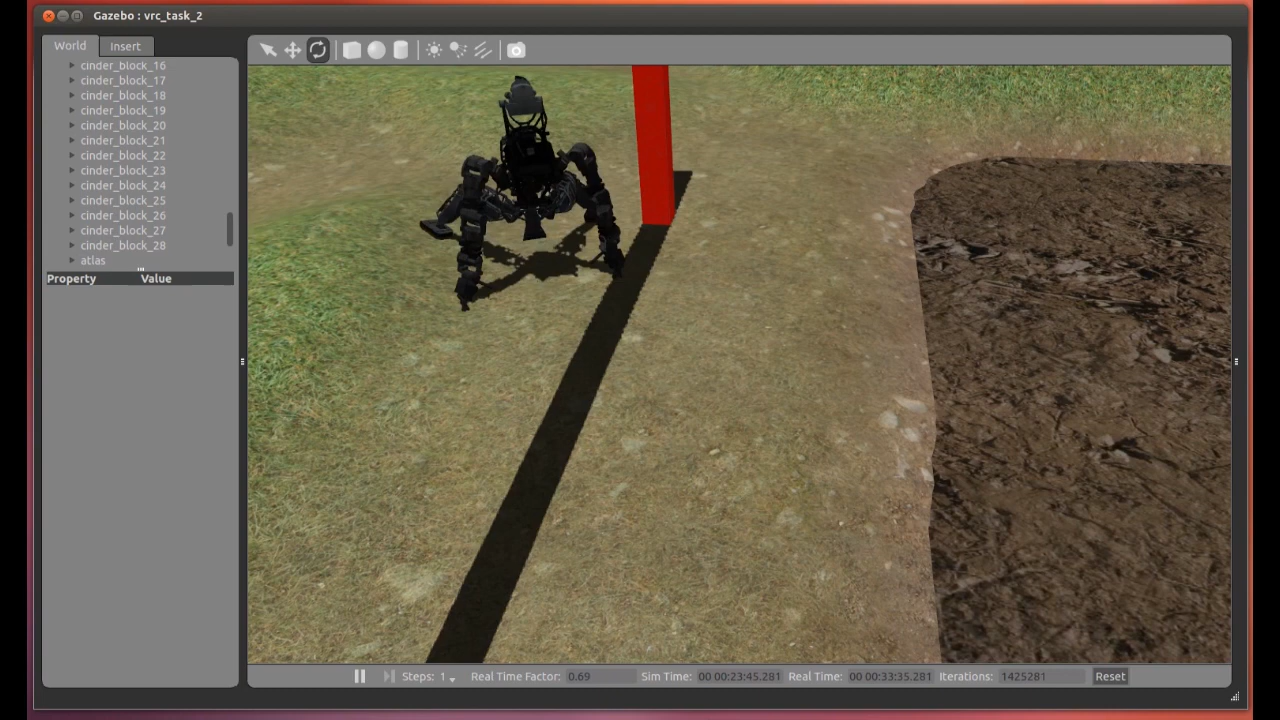 Gazebo : vrc_task_2
World Insert
cinder_block_16
cinder_block_17
cinder_block_18
cinder_block_19
cinder_block_20
cinder_block_21
cinder_block_22
cinder_block_23
cinder_block_24
cinder_block_25
cinder_block_26
cinder_block_27
cinder_block_28
atlas
Property Value
Steps: 1 Real Time Factor: 0.69 Sim Time: 00 00:23:45.281 Real Time: 00 00:33:35.281 Iterations: 1425281 Reset